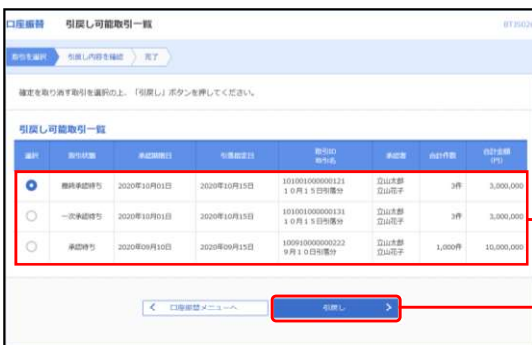 口座振替 引戻し可能取引一覧
取引を選択 引戻し内容を確認 完了
確定を取り消す取引を選択の上、「引戻し」ボタンを押してください。
引戻し可能取引一覧
選択 取引状態 承認期限日 引落指定日 取引ID 承認者 合計件数 合計金額
取引名 (円)
最終承認待ち 2020年10月01日 2020年10月15日 101001000000121 立山太郎 3件 3,000,000
10月15日引落分 立山花子
一次承認待ち 2020年10月01日 2020年10月15日 101001000000131 立山太郎 3件 3,000,000
10月15日引落分 立山花子
承認待ち 2020年09月10日 2020年09月15日 100910000000222 立山太郎 1,000件 10,000,000
9月10日引落分 立山花子
口座振替メニューへ 引戻し